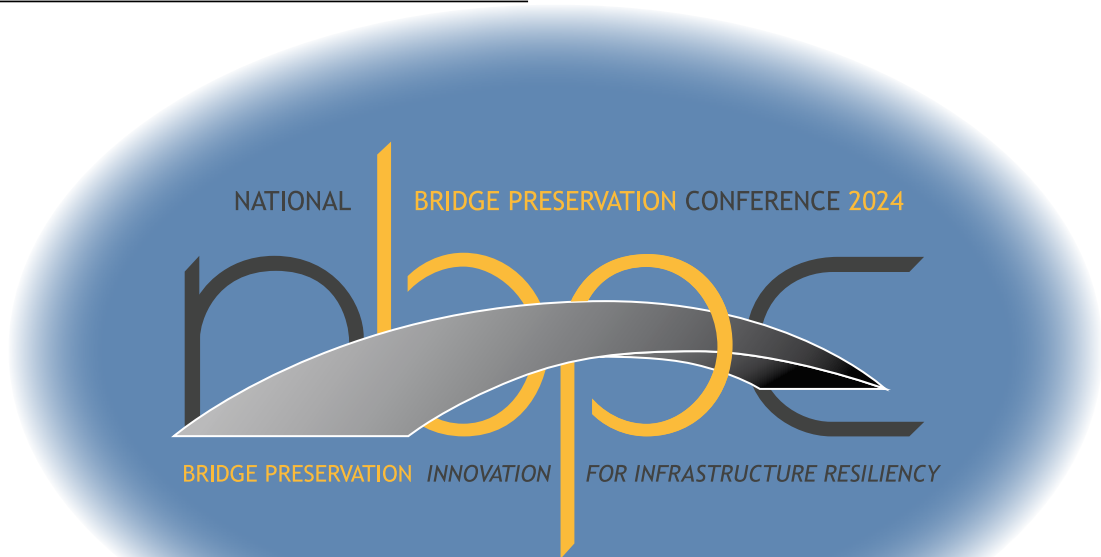 NATIONAL BRIDGE PRESERVATION CONFERENCE 2024
nbpc
BRIDGE PRESERVATION INNOVATION FOR INFRASTRUCTURE RESILIENCY